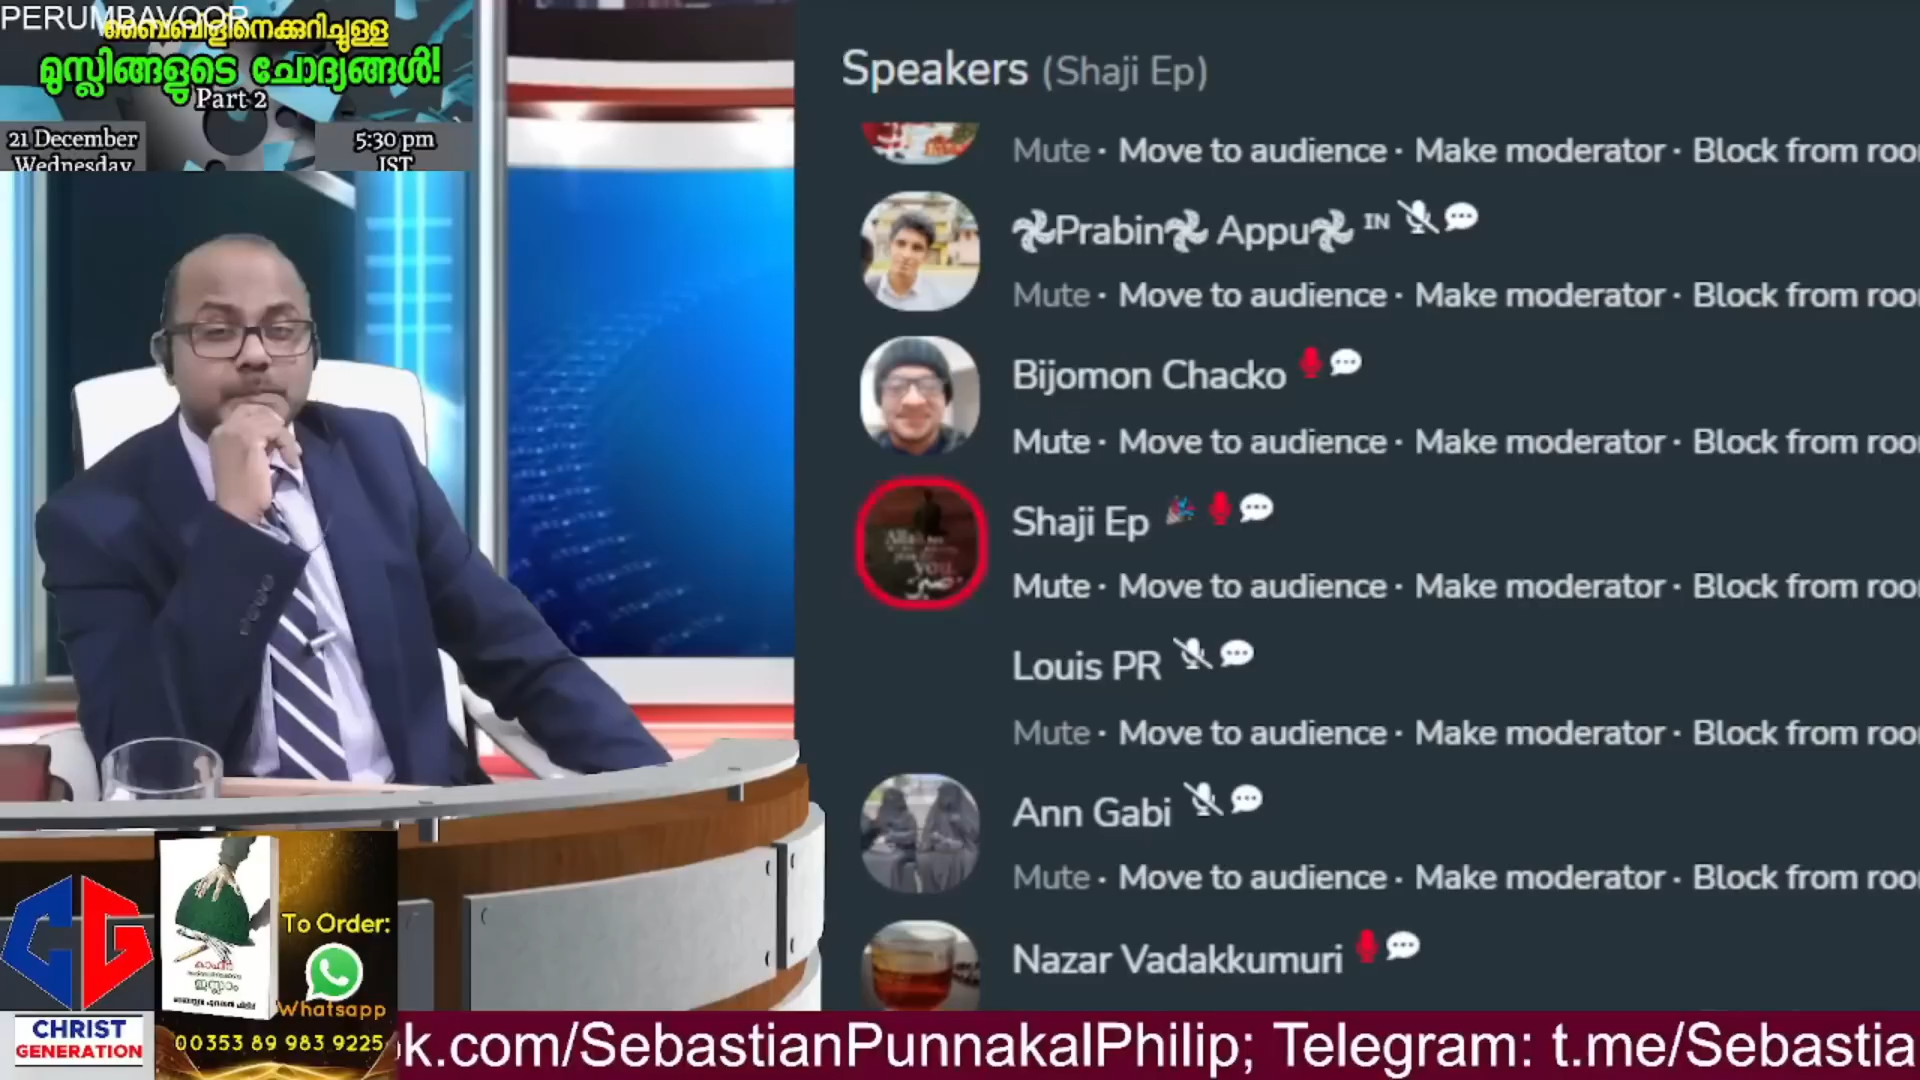 PERUMBAVOOR
ബൈബിളിനെക്കുറിച്ചുള്ള
മുസ്ലിങ്ങളുടെ ചോദ്യങ്ങൾ!
Part 2
21 December
Wednesday
5:30 pm
IST
Speakers (Shaji Ep)
Mute · Move to audience · Make moderator · Block from roo
Prabin Appu IN
Mute · Move to audience · Make moderator · Block from roo
Bijomon Chacko
Mute · Move to audience · Make moderator · Block from roo
Shaji Ep
Mute · Move to audience · Make moderator · Block from roo
Louis PR
Mute · Move to audience · Make moderator · Block from roo
Ann Gabi
Mute · Move to audience · Make moderator · Block from roo
Nazar Vadakkumuri
CG
CHRIST
GENERATION
ഇസ്ലാം
To Order:
Whatsapp
00353 89 983 9225
k.com/SebastianPunnakalPhilip; Telegram: t.me/Sebastia